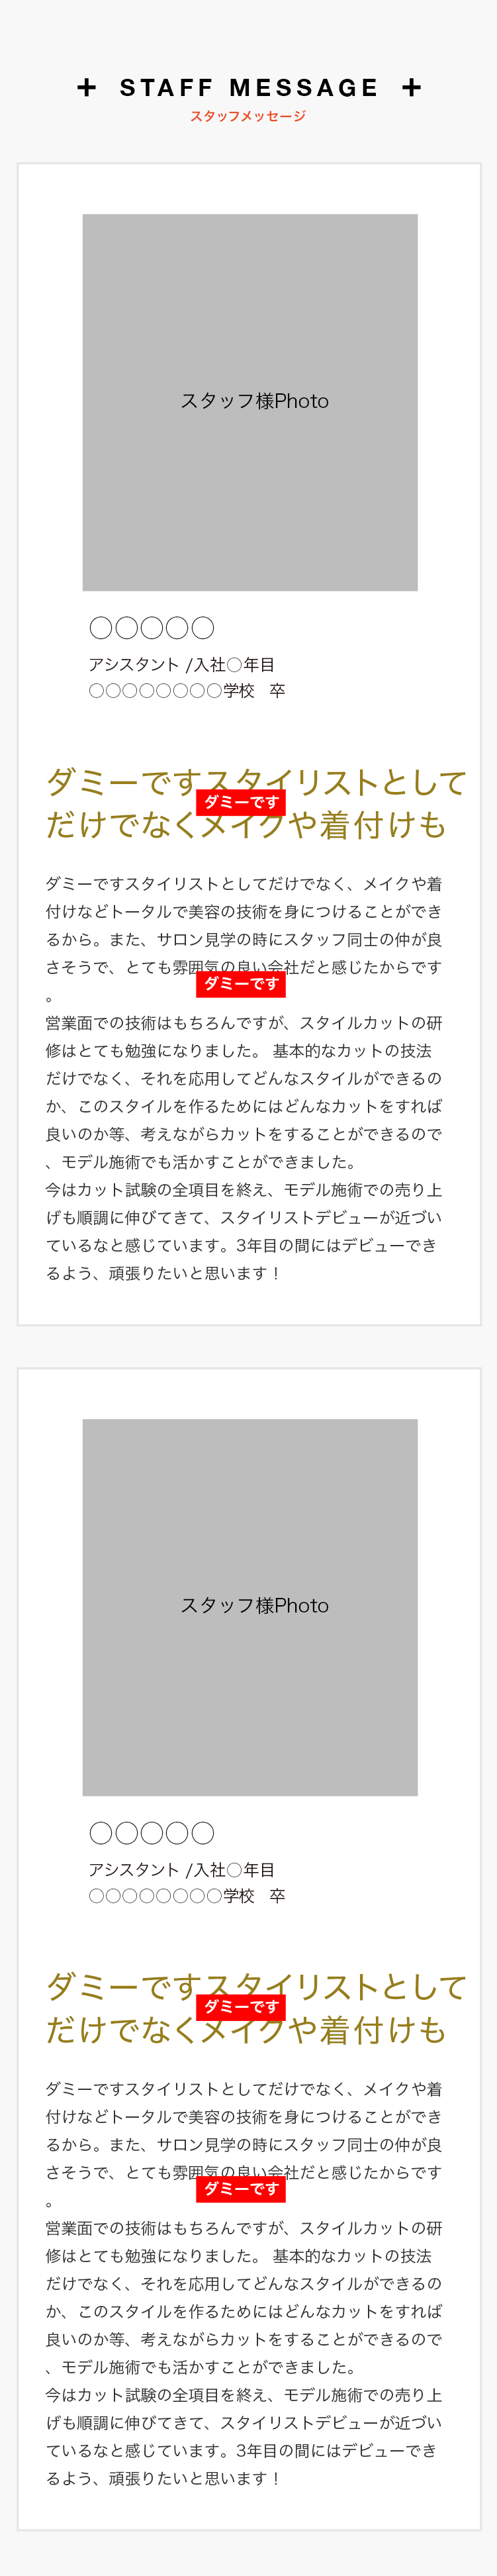 + STAFF MESSAGE +
スタッフメッセージ
スタッフ様Photo
〇〇〇〇〇
アシスタント /入社〇年目
〇〇〇〇〇〇〇〇学校　卒
ダミーですスタイリストとして
ダミーです
だけでなくメイクや着付けも
ダミーですスタイリストとしてだけでなく、メイクや着
付けなどトータルで美容の技術を身につけることができ
るから。また、サロン見学の時にスタッフ同士の仲が良
さそうで、とても雰囲気の良い会社だと感じたからです
ダミーです
。
営業面での技術はもちろんですが、スタイルカットの研
修はとても勉強になりました。 基本的なカットの技法
だけでなく、それを応用してどんなスタイルができるの
か、このスタイルを作るためにはどんなカットをすれば
良いのか等、考えながらカットをすることができるので
、モデル施術でも活かすことができました。
今はカット試験の全項目を終え、モデル施術での売り上
げも順調に伸びてきて、スタイリストデビューが近づい
ているなと感じています。3年目の間にはデビューでき
るよう、頑張りたいと思います！
スタッフ様Photo
〇〇〇〇〇
アシスタント /入社〇年目
〇〇〇〇〇〇〇〇学校　卒
ダミーですスタイリストとして
ダミーです
だけでなくメイクや着付けも
ダミーですスタイリストとしてだけでなく、メイクや着
付けなどトータルで美容の技術を身につけることができ
るから。また、サロン見学の時にスタッフ同士の仲が良
さそうで、とても雰囲気の良い会社だと感じたからです
ダミーです
。
営業面での技術はもちろんですが、スタイルカットの研
修はとても勉強になりました。 基本的なカットの技法
だけでなく、それを応用してどんなスタイルができるの
か、このスタイルを作るためにはどんなカットをすれば
良いのか等、考えながらカットをすることができるので
、モデル施術でも活かすことができました。
今はカット試験の全項目を終え、モデル施術での売り上
げも順調に伸びてきて、スタイリストデビューが近づい
ているなと感じています。3年目の間にはデビューでき
るよう、頑張りたいと思います！